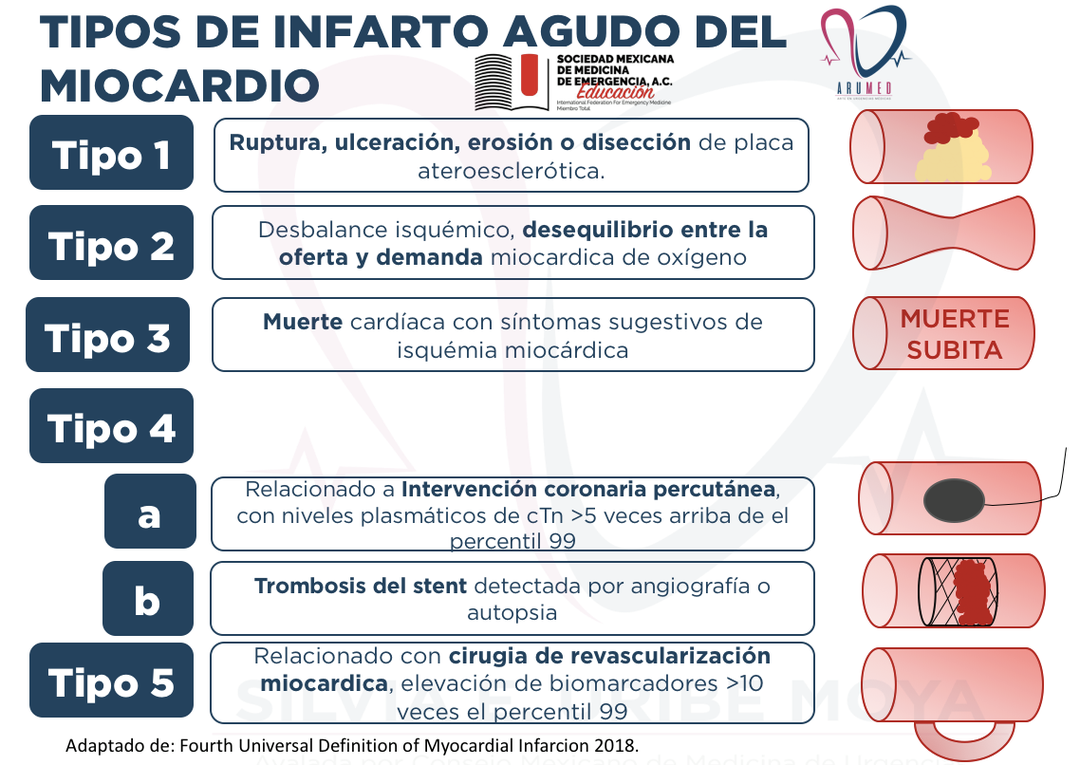 TIPOS DE INFARTO AGUDO DEL
MIOCARDIO
SOCIEDAD MEXICANA
DE MEDICINA
DE EMERGENCIA, A.C.
Educación
International Federation For Emergency Medicine
Miembro Total
ARUMED
Tipo 1
Ruptura, ulceración, erosión o disección de placa
ateroesclerótica.
Tipo 2
Desbalance isquémico, desequilibrio entre la
oferta y demanda miocardica de oxígeno
Tipo 3
Muerte cardíaca con síntomas sugestivos de
isquémia miocárdica
MUERTE
SUBITA
Tipo 4
a
Relacionado a Intervención coronaria percutánea,
con niveles plasmáticos de cTn >5 veces arriba de el
percentil 99
b
Trombosis del stent detectada por angiografía o
autopsia
Tipo 5
Relacionado con cirugia de revascularización
miocardica, elevación de biomarcadores >10
veces el percentil 99
SILVIA E. URIBE MOYA
Adaptado de: Fourth Universal Definition of Myocardial Infarcion 2018.
Avalada por Consejo Mexicano de Medicina de Urgencia